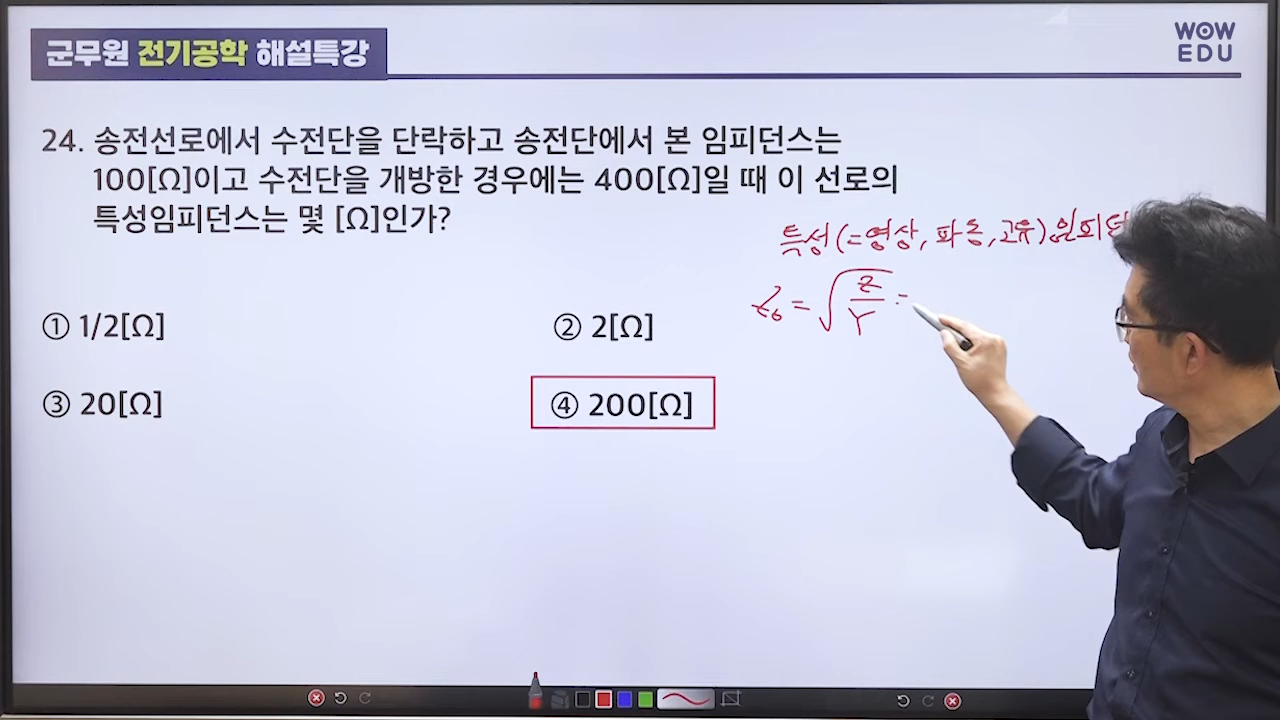 군무원 전기공학 해설특강
WOW
EDU
24. 송전선로에서 수전단을 단락하고 송전단에서 본 임피던스는
100[Ω]이고 수전단을 개방한 경우에는 400[Ω]일 때 이 선로의
특성임피던스는 몇 [Ω]인가?
특성(=영상, 파동, 고유) 임피던
Z₀ = √(Z/Y) =
① 1/2[Ω]
② 2[Ω]
③ 20[Ω]
④ 200[Ω]